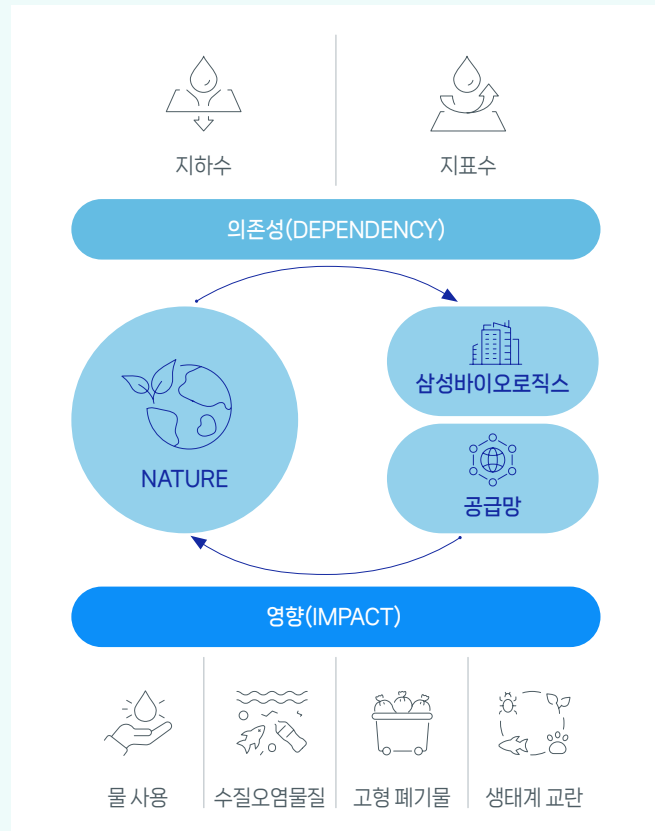 지하수
지표수
의존성(DEPENDENCY)
NATURE
삼성바이오로직스
공급망
영향(IMPACT)
물 사용
수질오염물질
고형 폐기물
생태계 교란